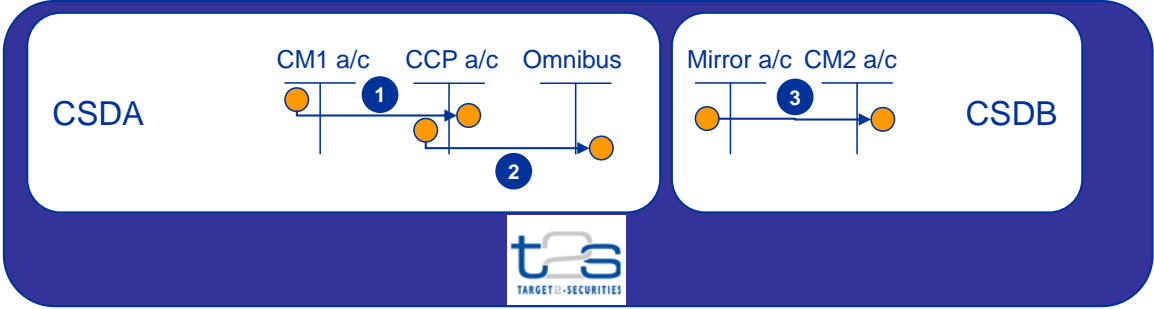 CM1 a/c CCP a/c Omnibus Mirror a/c CM2 a/c
1 3
CSDA CSDB
2
t2s
TARGET2-SECURITIES